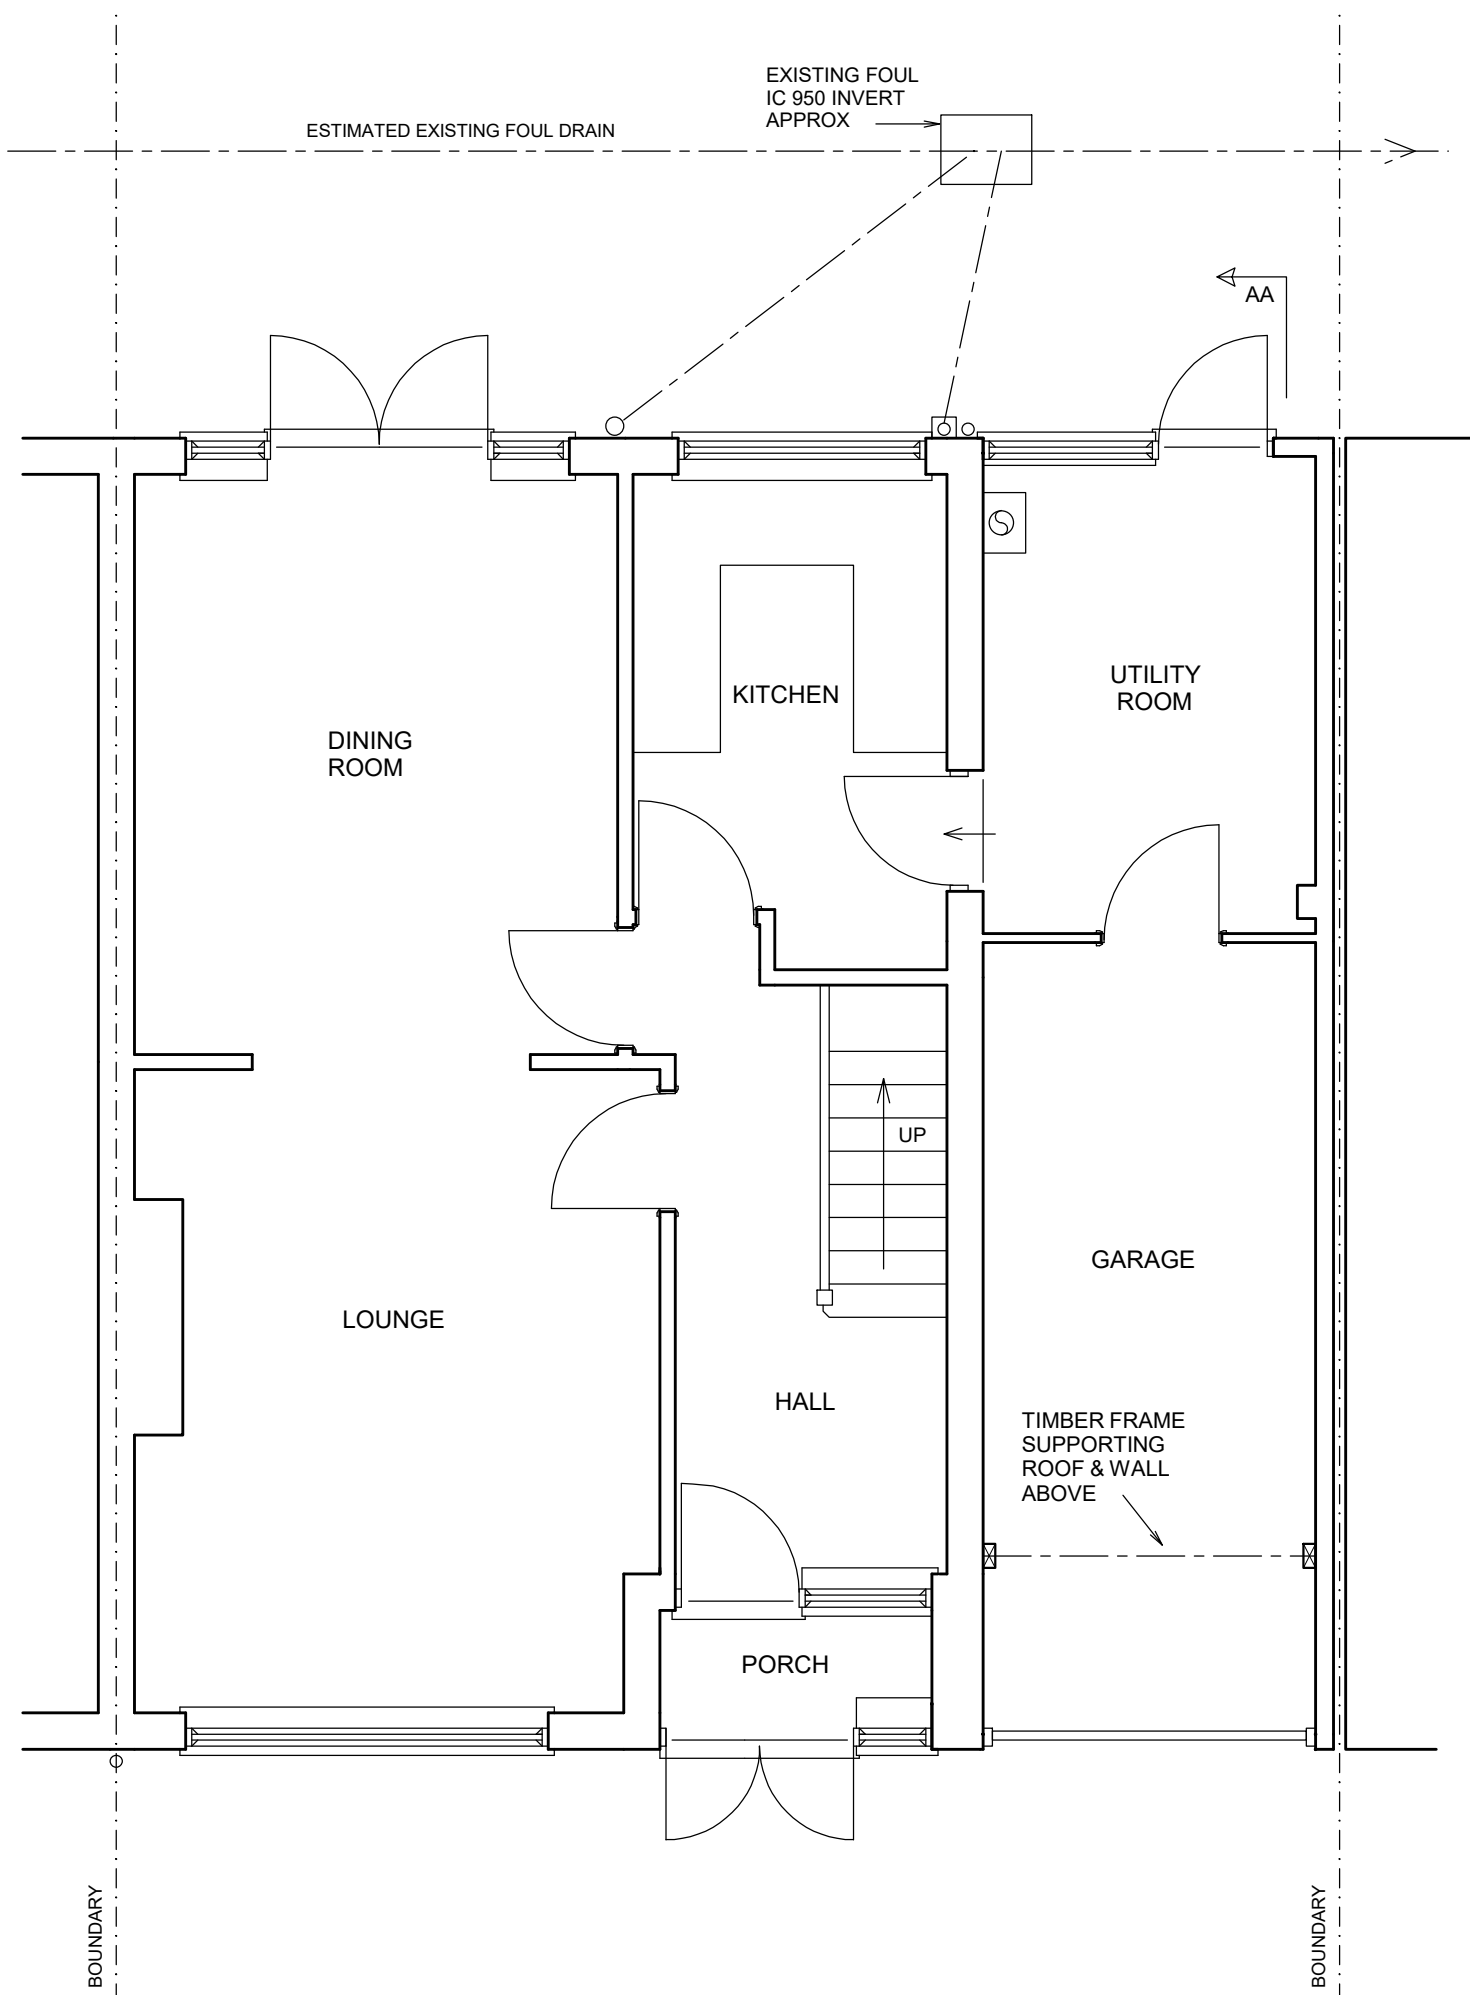 EXISTING FOUL
IC 950 INVERT
APPROX
ESTIMATED EXISTING FOUL DRAIN
AA
KITCHEN
UTILITY
ROOM
DINING
ROOM
UP
GARAGE
LOUNGE
HALL
TIMBER FRAME
SUPPORTING
ROOF & WALL
ABOVE
PORCH
BOUNDARY
BOUNDARY